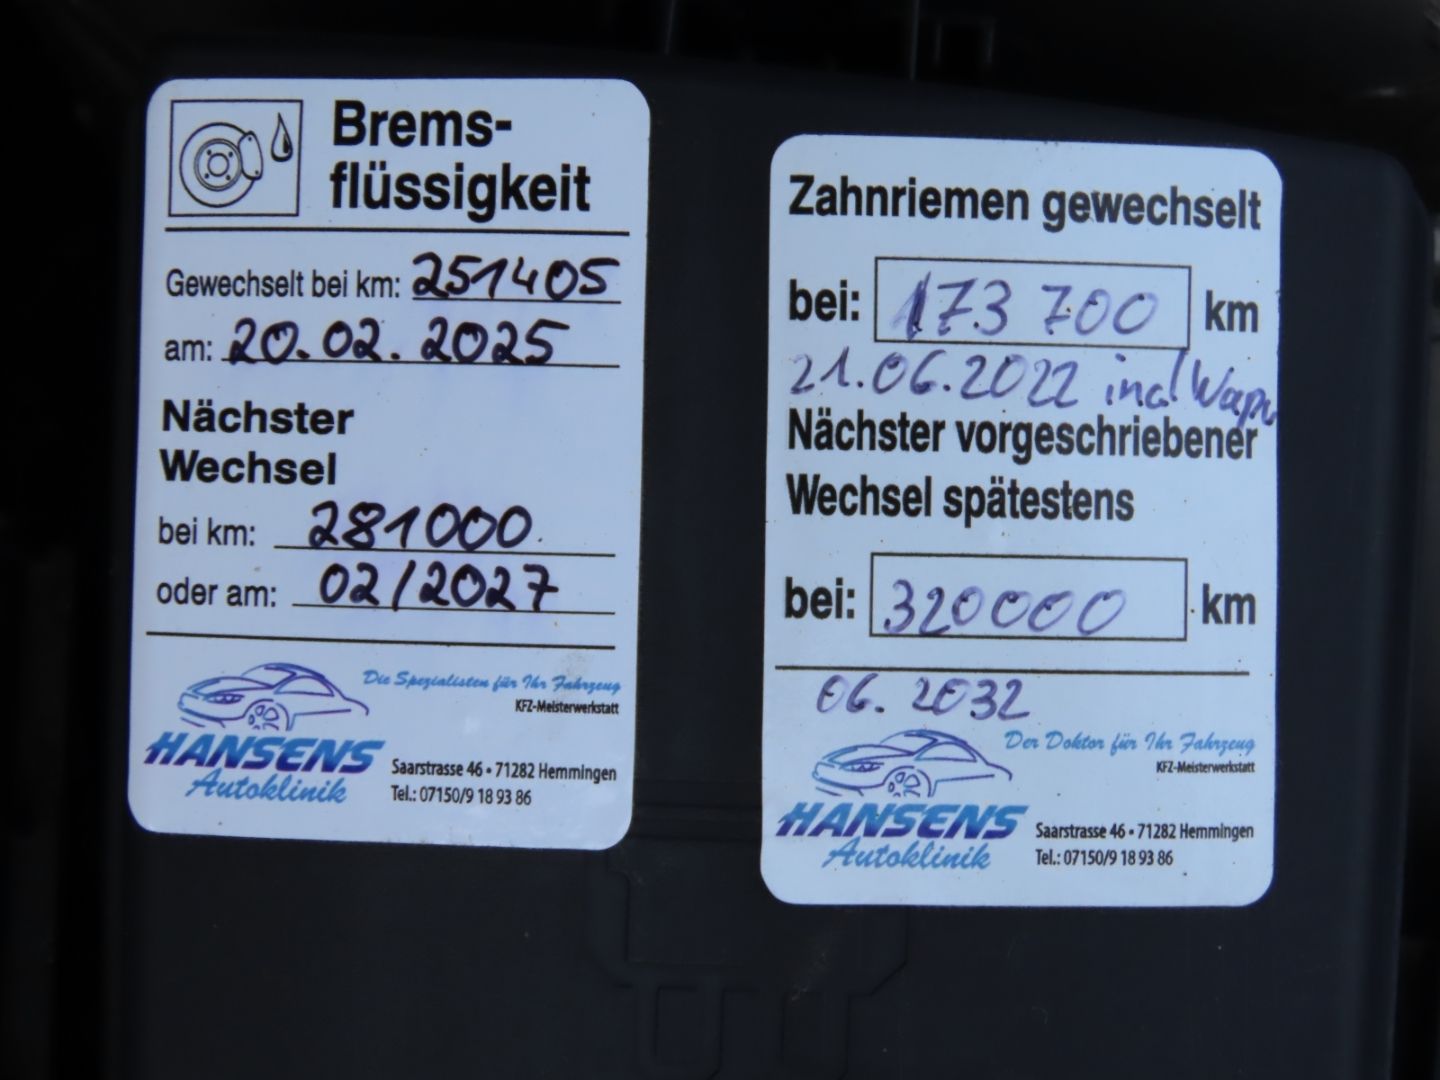 Brems-
flüssigkeit
Gewechselt bei km: 251405
am: 20.02.2025
Nächster
Wechsel
bei km: 281000
oder am: 02/2027
Die Spezialisten für Ihr Fahrzeug
KFZ-Meisterwerkstatt
HANSENS
Autoklinik
Saarstrasse 46 • 71282 Hemmingen
Tel.: 07150/9 18 93 86
Zahnriemen gewechselt
bei: 173 700 km
21.06.2022 incl Wapu
Nächster vorgeschriebener
Wechsel spätestens
bei: 320000 km
06.2032
Der Doktor für Ihr Fahrzeug
KFZ-Meisterwerkstatt
HANSENS
Autoklinik
Saarstrasse 46 • 71282 Hemmingen
Tel.: 07150/9 18 93 86